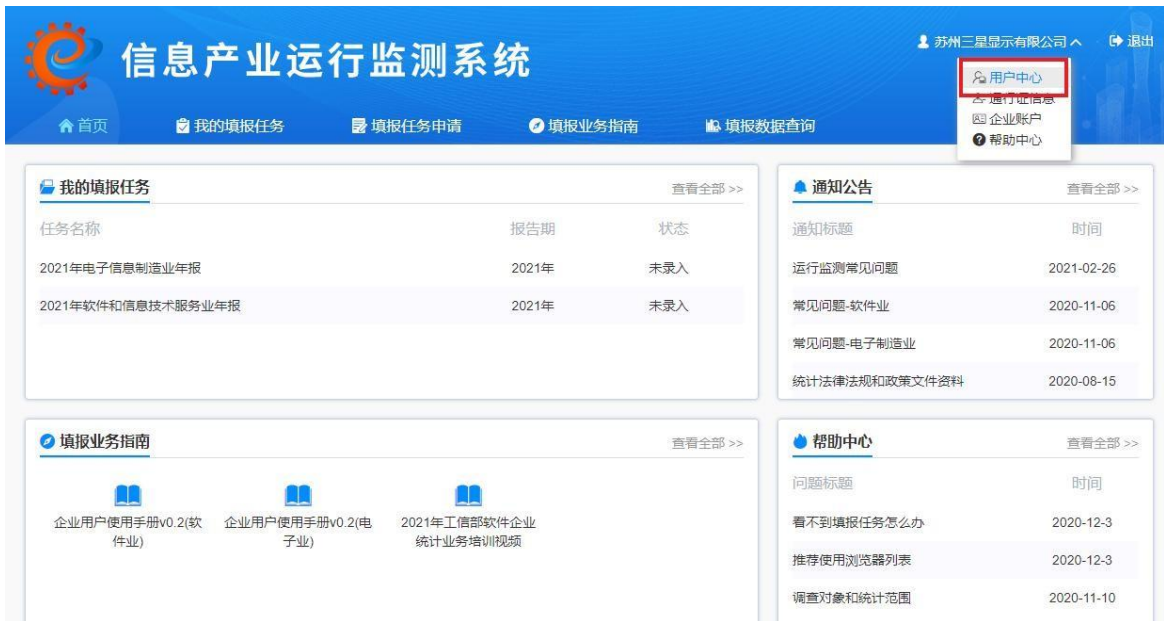 信息产业运行监测系统
苏州三星显示有限公司 退出
用户中心
通行证信息
企业账户
帮助中心
首页 我的填报任务 填报任务申请 填报业务指南 填报数据查询
我的填报任务 查看全部 >>
任务名称 报告期 状态
2021年电子信息制造业年报 2021年 未录入
2021年软件和信息技术服务业年报 2021年 未录入
通知公告 查看全部 >>
通知标题 时间
运行监测常见问题 2021-02-26
常见问题-软件业 2020-11-06
常见问题-电子制造业 2020-11-06
统计法律法规和政策文件资料 2020-08-15
填报业务指南 查看全部 >>
企业用户使用手册v0.2(软
件业)
企业用户使用手册v0.2(电
子业)
2021年工信部软件企业
统计业务培训视频
帮助中心 查看全部 >>
问题标题 时间
看不到填报任务怎么办 2020-12-3
推荐使用浏览器列表 2020-12-3
调查对象和统计范围 2020-11-10